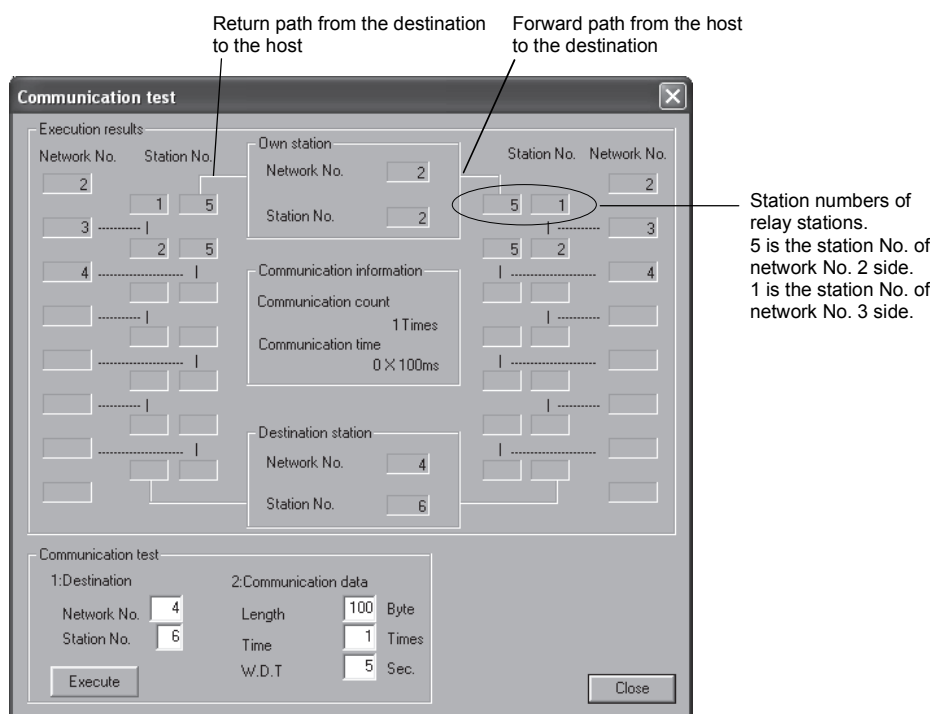 Return path from the destination
to the host
Forward path from the host
to the destination
Communication test
Execution results
Network No. Station No.
2
1 5
3
2 5
4
Own station
Network No. 2
Station No. 2
Communication information
Communication count
1 Times
Communication time
0 X 100ms
Destination station
Network No. 4
Station No. 6
Station No. Network No.
2
5 1
3
5 2
4
Station numbers of
relay stations.
5 is the station No. of
network No. 2 side.
1 is the station No. of
network No. 3 side.
Communication test
1:Destination
Network No. 4
Station No. 6
Execute
2:Communication data
Length 100 Byte
Time 1 Times
W.D.T 5 Sec.
Close